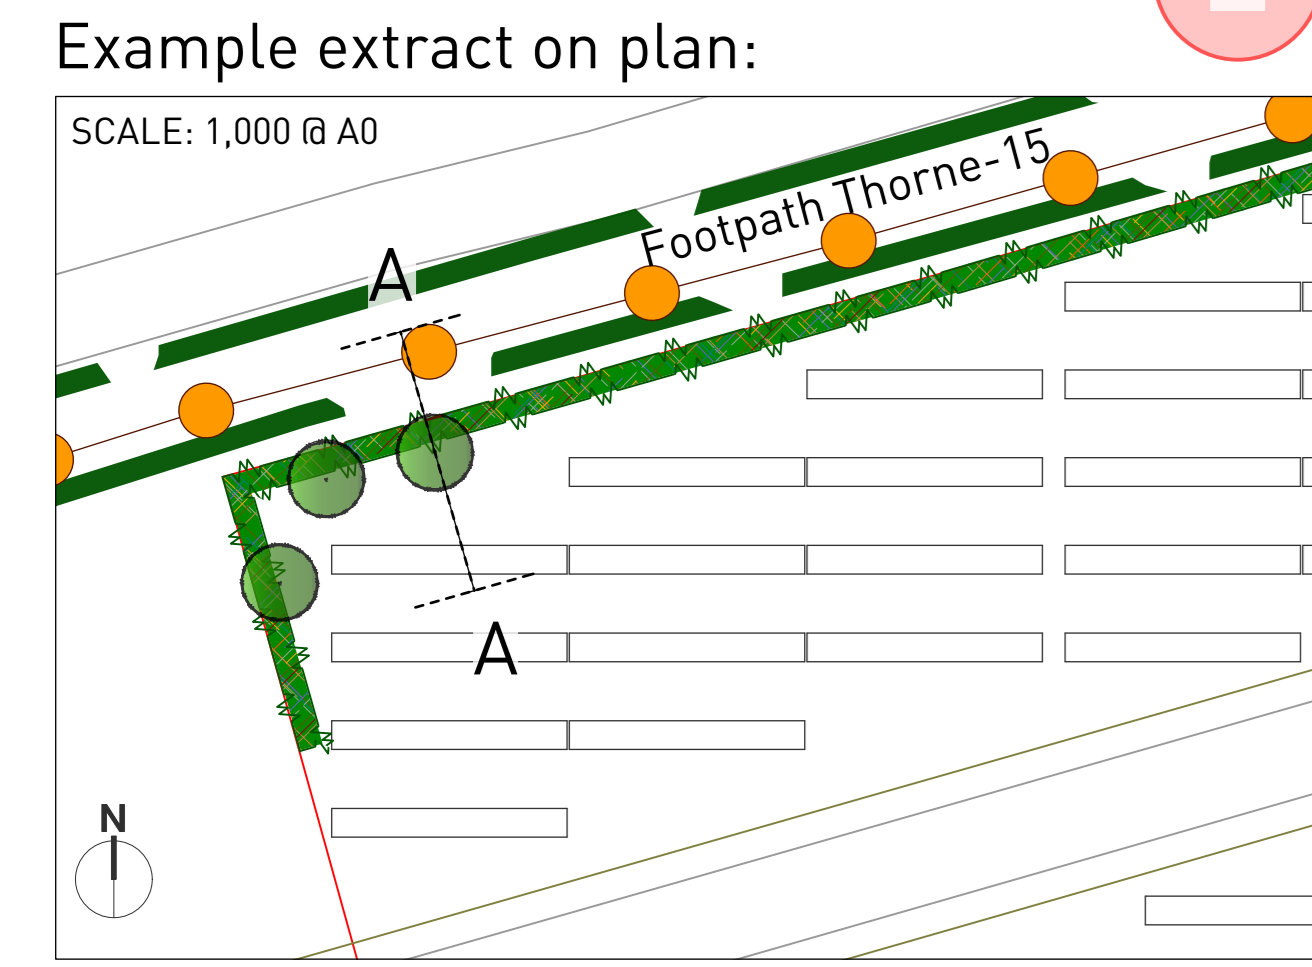 Example extract on plan:
SCALE: 1,000 @ A0
Footpath Thorne-15
A
A
N